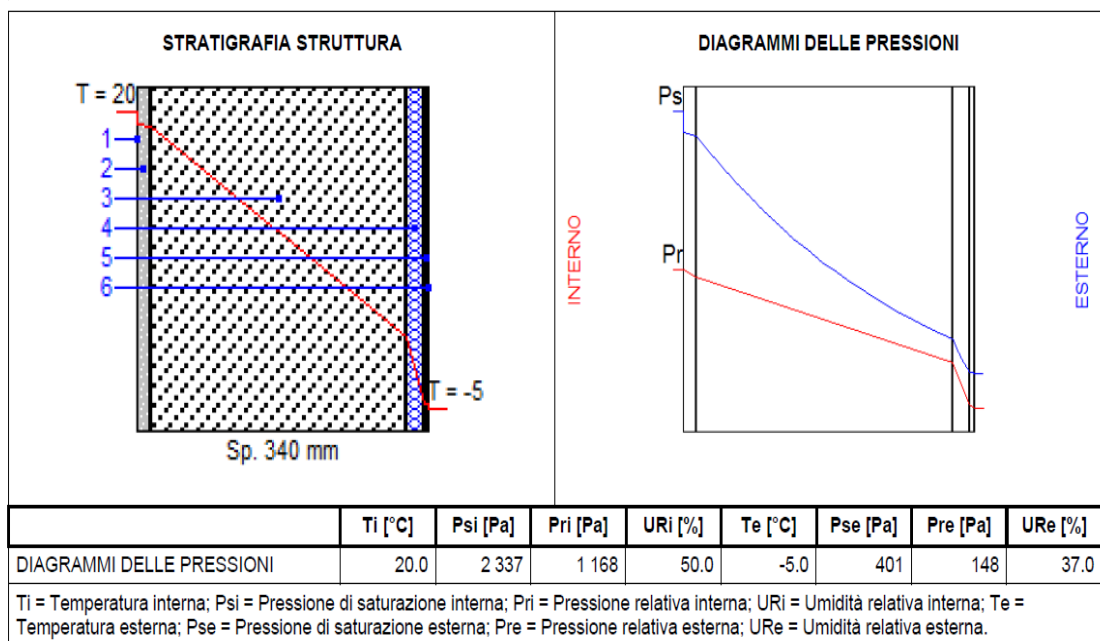 STRATIGRAFIA STRUTTURA
T = 20
1
2
3
4
5
6
T = -5
Sp. 340 mm
DIAGRAMMI DELLE PRESSIONI
Ps
Pr
INTERNO
ESTERNO
Ti [°C] Psi [Pa] Pri [Pa] URi [%] Te [°C] Pse [Pa] Pre [Pa] URe [%]
DIAGRAMMI DELLE PRESSIONI 20.0 2 337 1 168 50.0 -5.0 401 148 37.0
Ti = Temperatura interna; Psi = Pressione di saturazione interna; Pri = Pressione relativa interna; URi = Umidità relativa interna; Te =
Temperatura esterna; Pse = Pressione di saturazione esterna; Pre = Pressione relativa esterna; URe = Umidità relativa esterna.